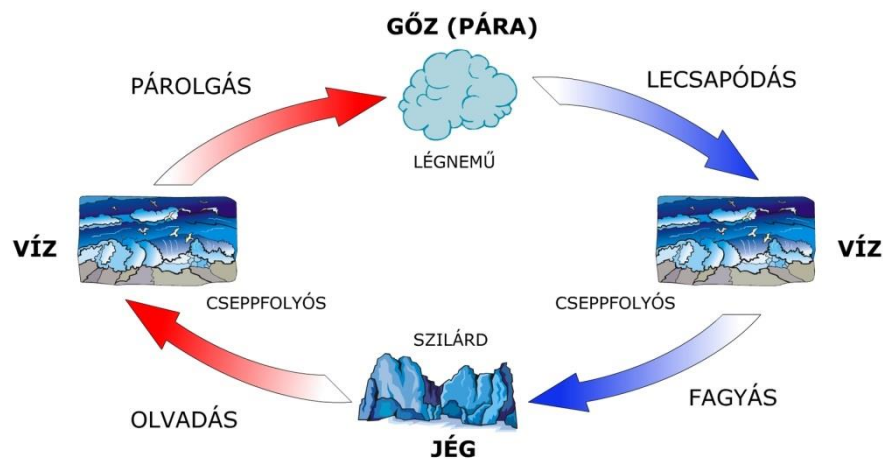 GŐZ (PÁRA)
PÁROLGÁS
LECSAPÓDÁS
LÉGNEMŰ
VÍZ
VÍZ
CSEPPFOLYÓS
CSEPPFOLYÓS
SZILÁRD
OLVADÁS
FAGYÁS
JÉG